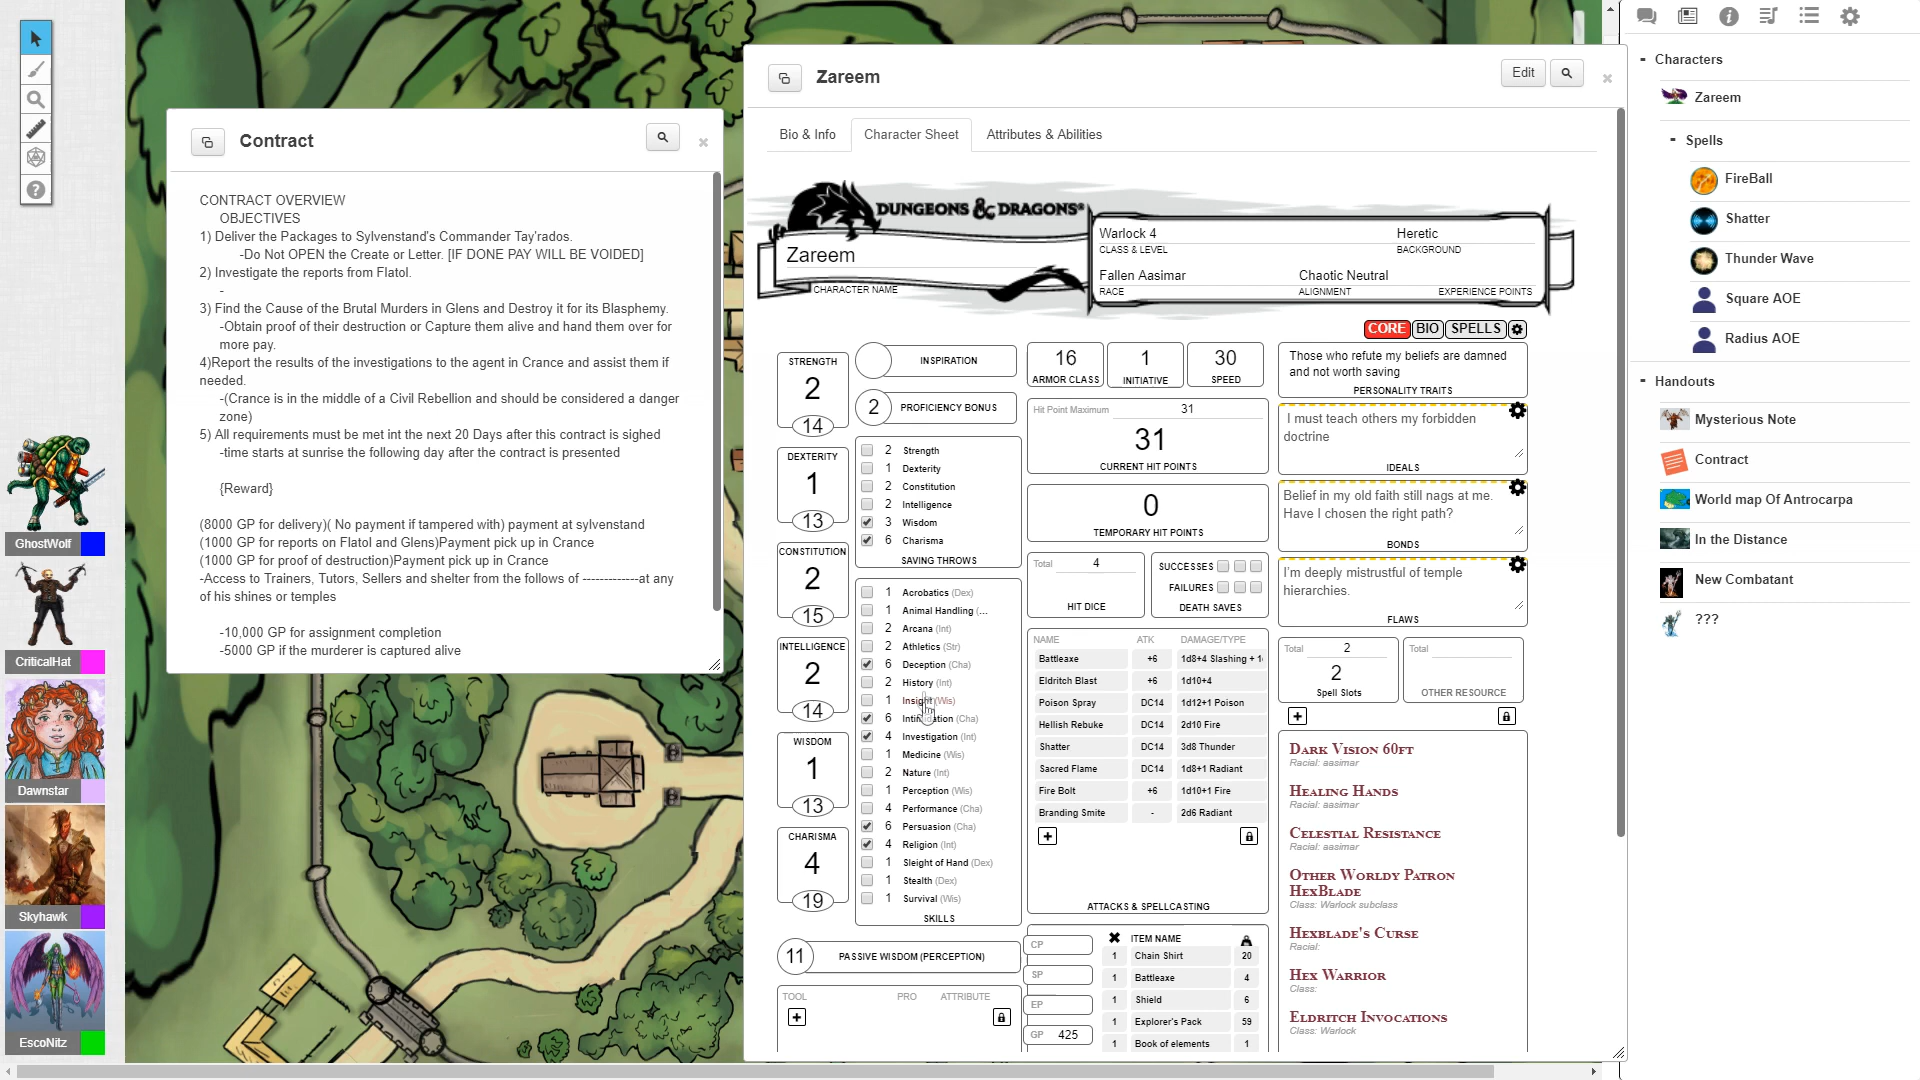 Contract
CONTRACT OVERVIEW
OBJECTIVES
1) Deliver the Packages to Sylvenstand's Commander Tay'rados.
-Do Not OPEN the Create or Letter. [IF DONE PAY WILL BE VOIDED]
2) Investigate the reports from Flatol.
-
3) Find the Cause of the Brutal Murders in Glens and Destroy it for its Blasphemy.
-Obtain proof of their destruction or Capture them alive and hand them over for
more pay.
4)Report the results of the investigations to the agent in Crance and assist them if
needed.
-(Crance is in the middle of a Civil Rebellion and should be considered a danger
zone)
5) All requirements must be met int the next 20 Days after this contract is sighed
-time starts at sunrise the following day after the contract is presented
{Reward}
(8000 GP for delivery)( No payment if tampered with) payment at sylvenstand
(1000 GP for reports on Flatol and Glens)Payment pick up in Crance
(1000 GP for proof of destruction)Payment pick up in Crance
-Access to Trainers, Tutors, Sellers and shelter from the follows of -------------at any
of his shines or temples
-10,000 GP for assignment completion
-5000 GP if the murderer is captured alive
GhostWolf
CriticalHat
Dawnstar
Skyhawk
EscoNitz
Zareem
Edit
Bio & Info
Character Sheet
Attributes & Abilities
DUNGEONS & DRAGONS®
Zareem
CHARACTER NAME
Warlock 4
Heretic
CLASS & LEVEL
BACKGROUND
Fallen Aasimar
Chaotic Neutral
RACE
ALIGNMENT
EXPERIENCE POINTS
CORE BIO SPELLS
STRENGTH
2
14
DEXTERITY
1
13
CONSTITUTION
2
15
INTELLIGENCE
2
14
WISDOM
1
13
CHARISMA
4
19
INSPIRATION
2 PROFICIENCY BONUS
2 Strength
1 Dexterity
2 Constitution
2 Intelligence
3 Wisdom
6 Charisma
SAVING THROWS
1 Acrobatics (Dex)
1 Animal Handling (...
2 Arcana (Int)
2 Athletics (Str)
6 Deception (Cha)
2 History (Int)
1 Insight (Wis)
6 Intimidation (Cha)
4 Investigation (Int)
1 Medicine (Wis)
2 Nature (Int)
1 Perception (Wis)
4 Performance (Cha)
6 Persuasion (Cha)
4 Religion (Int)
1 Sleight of Hand (Dex)
1 Stealth (Dex)
1 Survival (Wis)
SKILLS
11 PASSIVE WISDOM (PERCEPTION)
TOOL PRO ATTRIBUTE
16
ARMOR CLASS
1
INITIATIVE
30
SPEED
Hit Point Maximum 31
31
CURRENT HIT POINTS
0
TEMPORARY HIT POINTS
Total 4
HIT DICE
SUCCESSES
FAILURES
DEATH SAVES
NAME ATK DAMAGE/TYPE
Battleaxe +6 1d8+4 Slashing + 1
Eldritch Blast +6 1d10+4
Poison Spray DC14 1d12+1 Poison
Hellish Rebuke DC14 2d10 Fire
Shatter DC14 3d8 Thunder
Sacred Flame DC14 1d8+1 Radiant
Fire Bolt +6 1d10+1 Fire
Branding Smite - 2d6 Radiant
ATTACKS & SPELLCASTING
CP
SP
EP
GP 425
ITEM NAME
1 Chain Shirt 20
1 Battleaxe 4
1 Shield 6
1 Explorer's Pack 59
1 Book of elements 1
Those who refute my beliefs are damned
and not worth saving
PERSONALITY TRAITS
I must teach others my forbidden
doctrine
IDEALS
Belief in my old faith still nags at me.
Have I chosen the right path?
BONDS
I'm deeply mistrustful of temple
hierarchies.
FLAWS
Total 2
2
Spell Slots
Total
OTHER RESOURCE
DARK VISION 60FT
Racial: aasimar
HEALING HANDS
Racial: aasimar
CELESTIAL RESISTANCE
Racial: aasimar
OTHER WORLDY PATRON
HEXBLADE
Class: Warlock subclass
HEXBLADE'S CURSE
Racial:
HEX WARRIOR
Class:
ELDRITCH INVOCATIONS
Class: Warlock
Characters
Zareem
Spells
FireBall
Shatter
Thunder Wave
Square AOE
Radius AOE
Handouts
Mysterious Note
Contract
World map Of Antrocarpa
In the Distance
New Combatant
???